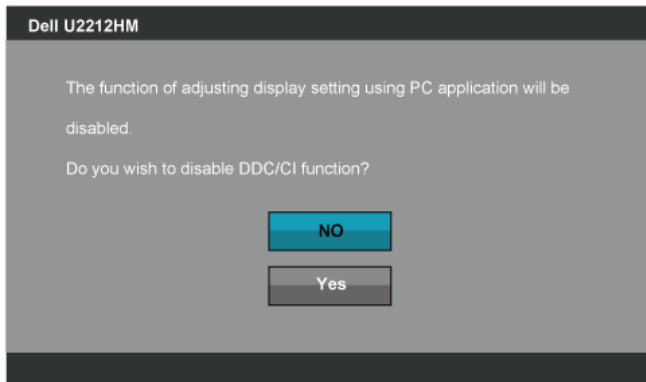 Dell U2212HM
The function of adjusting display setting using PC application will be
disabled.
Do you wish to disable DDC/CI function?
NO
Yes